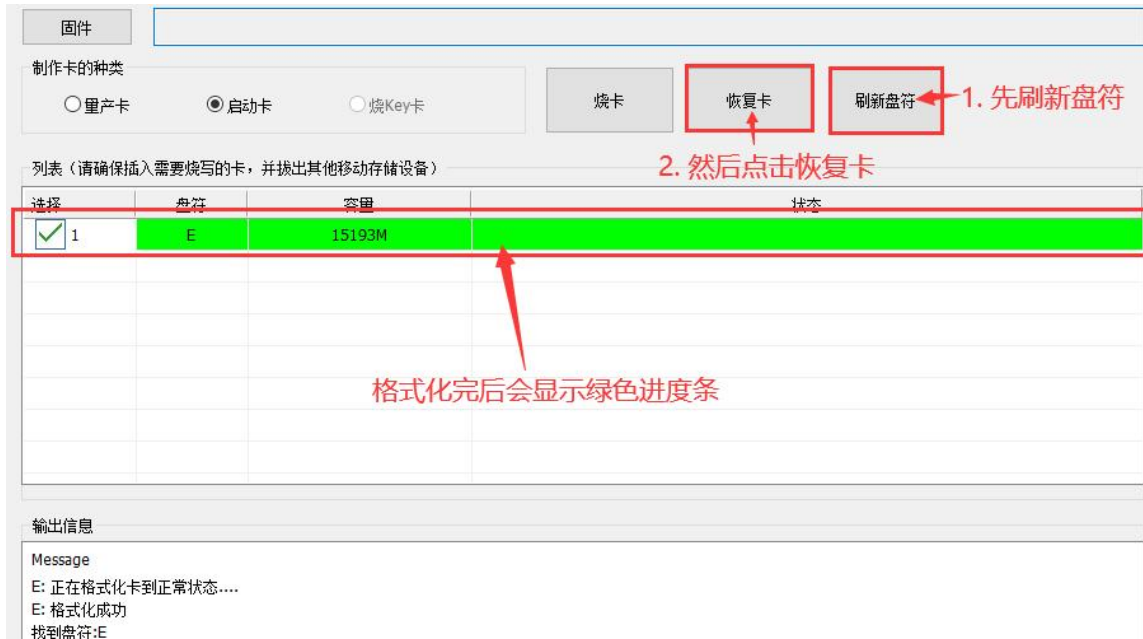 固件
制作卡的种类
量产卡 启动卡 烧Key卡 烧卡 恢复卡 刷新盘符 1. 先刷新盘符
2. 然后点击恢复卡
列表（请确保插入需要烧写的卡，并拔出其他移动存储设备）
选择 盘符 容量 状态
1 E 15193M
格式化完后会显示绿色进度条
输出信息
Message
E: 正在格式化卡到正常状态....
E: 格式化成功
找到盘符:E